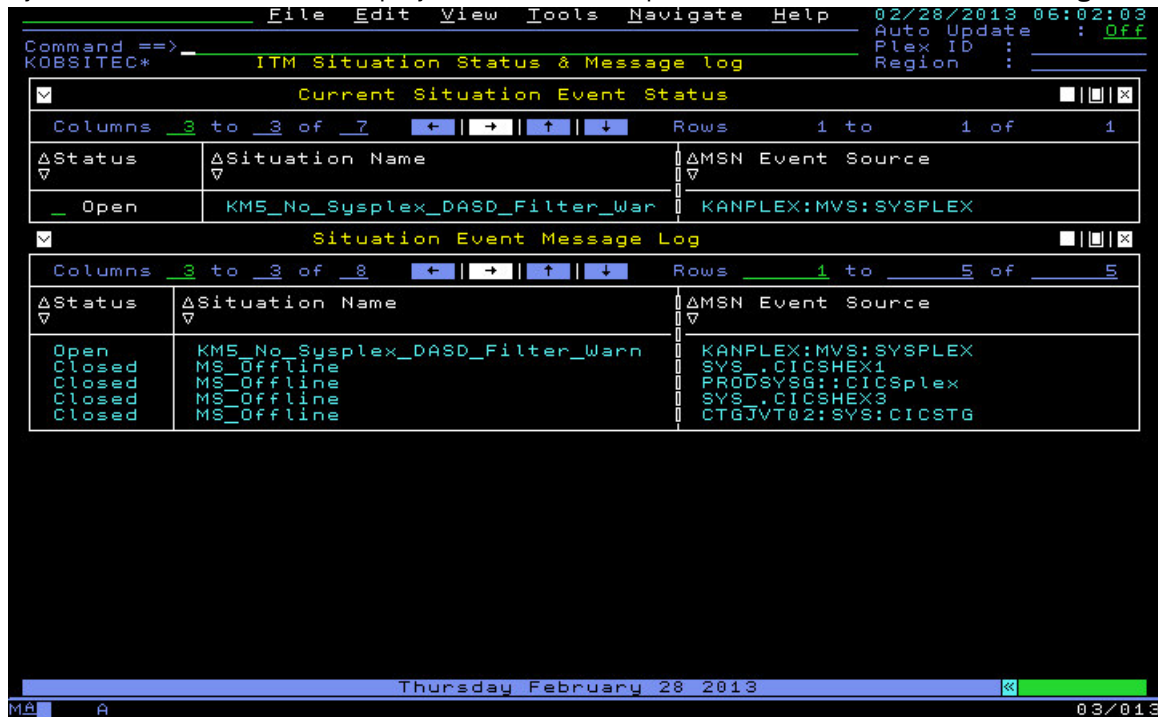 File Edit View Tools Navigate Help 02/28/2013 06:02:03
Auto Update : Off
Command ==>_ Plex ID :
KOBSITEC* ITM Situation Status & Message log Region :
Current Situation Event Status
Columns 3 to 3 of 7 ← | → | ↑ | ↓ Rows 1 to 1 of 1
△Status △Situation Name △MSN Event Source
▽ ▽ ▽
_ Open KM5_No_Sysplex_DASD_Filter_War KANPLEX:MVS:SYSPLEX
Situation Event Message Log
Columns 3 to 3 of 8 ← | → | ↑ | ↓ Rows 1 to 5 of 5
△Status △Situation Name △MSN Event Source
▽ ▽ ▽
Open KM5_No_Sysplex_DASD_Filter_Warn KANPLEX:MVS:SYSPLEX
Closed MS_Offline SYS_.CICSHEX1
Closed MS_Offline PRODSYSG::CICSplex
Closed MS_Offline SYS_.CICSHEX3
Closed MS_Offline CTGJVT02:SYS:CICSTG
Thursday February 28 2013 «
MA A 03/013